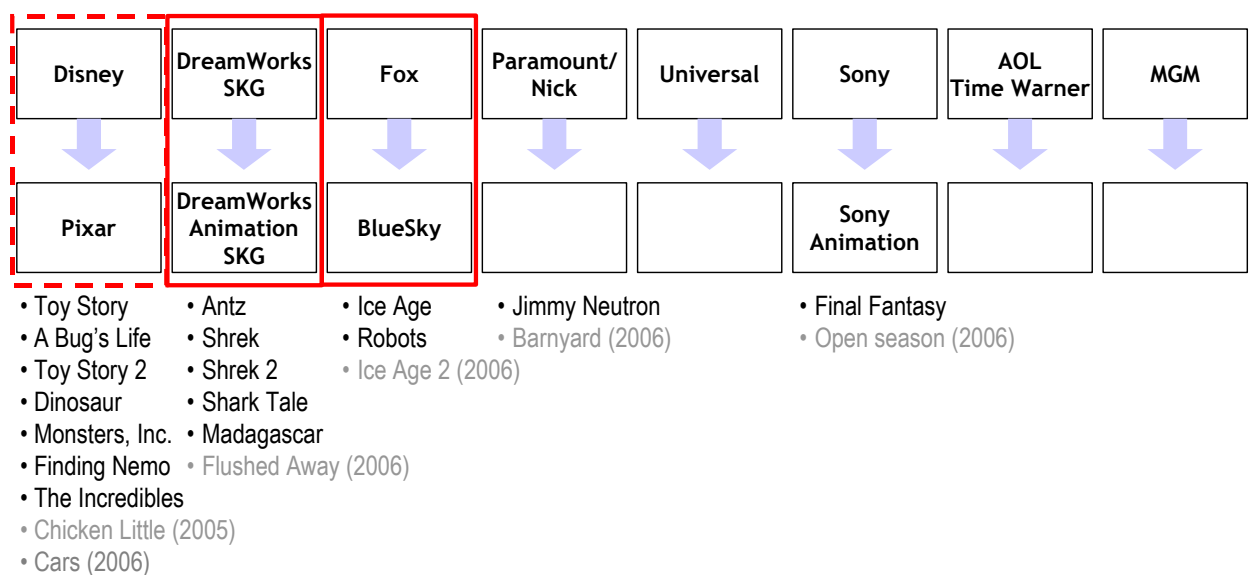 Disney
DreamWorks
SKG
Fox
Paramount/
Nick
Universal
Sony
AOL
Time Warner
MGM
Pixar
DreamWorks
Animation
SKG
BlueSky
Sony
Animation
• Toy Story
• A Bug's Life
• Toy Story 2
• Dinosaur
• Monsters, Inc.
• Finding Nemo
• The Incredibles
• Chicken Little (2005)
• Cars (2006)
• Antz
• Shrek
• Shrek 2
• Shark Tale
• Madagascar
• Flushed Away (2006)
• Ice Age
• Robots
• Ice Age 2 (2006)
• Jimmy Neutron
• Barnyard (2006)
• Final Fantasy
• Open season (2006)